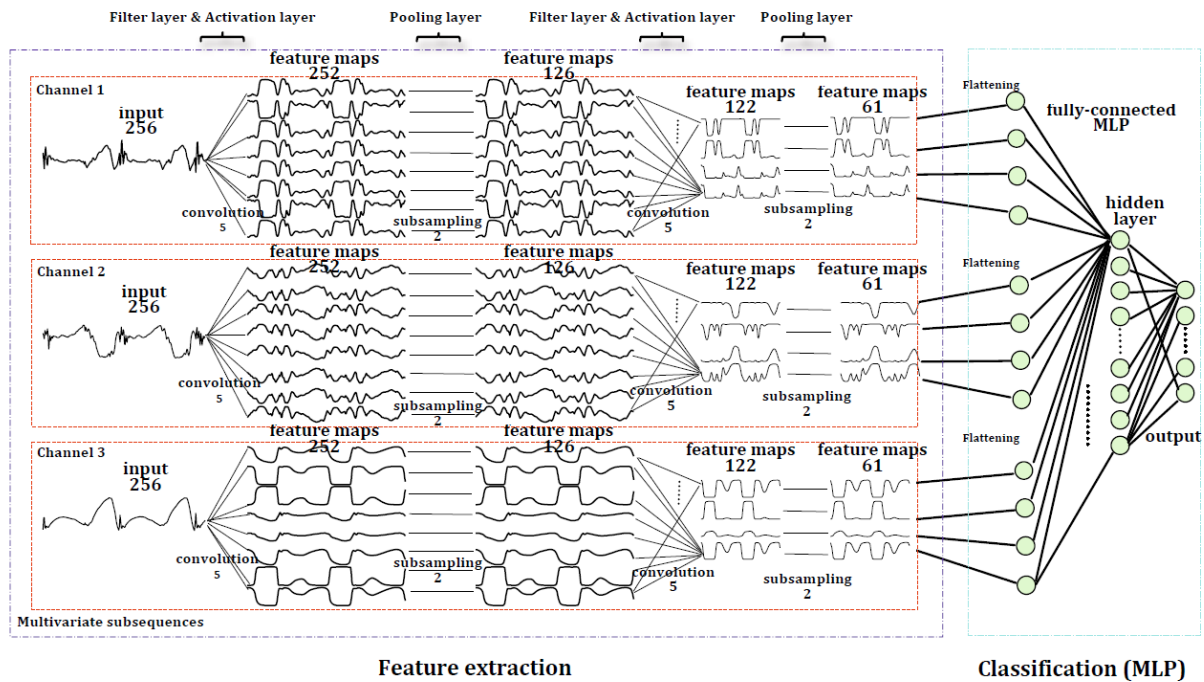 Filter layer & Activation layer
Pooling layer
Filter layer & Activation layer
Pooling layer
Channel 1
input
256
convolution
5
feature maps
252
subsampling
2
feature maps
126
convolution
5
feature maps
122
subsampling
2
feature maps
61
Flattening
Channel 2
input
256
convolution
5
feature maps
252
subsampling
2
feature maps
126
convolution
5
feature maps
122
subsampling
2
feature maps
61
Flattening
Channel 3
input
256
convolution
5
feature maps
252
subsampling
2
feature maps
126
convolution
5
feature maps
122
subsampling
2
feature maps
61
Flattening
fully-connected
MLP
hidden
layer
output
Multivariate subsequences
Feature extraction
Classification (MLP)